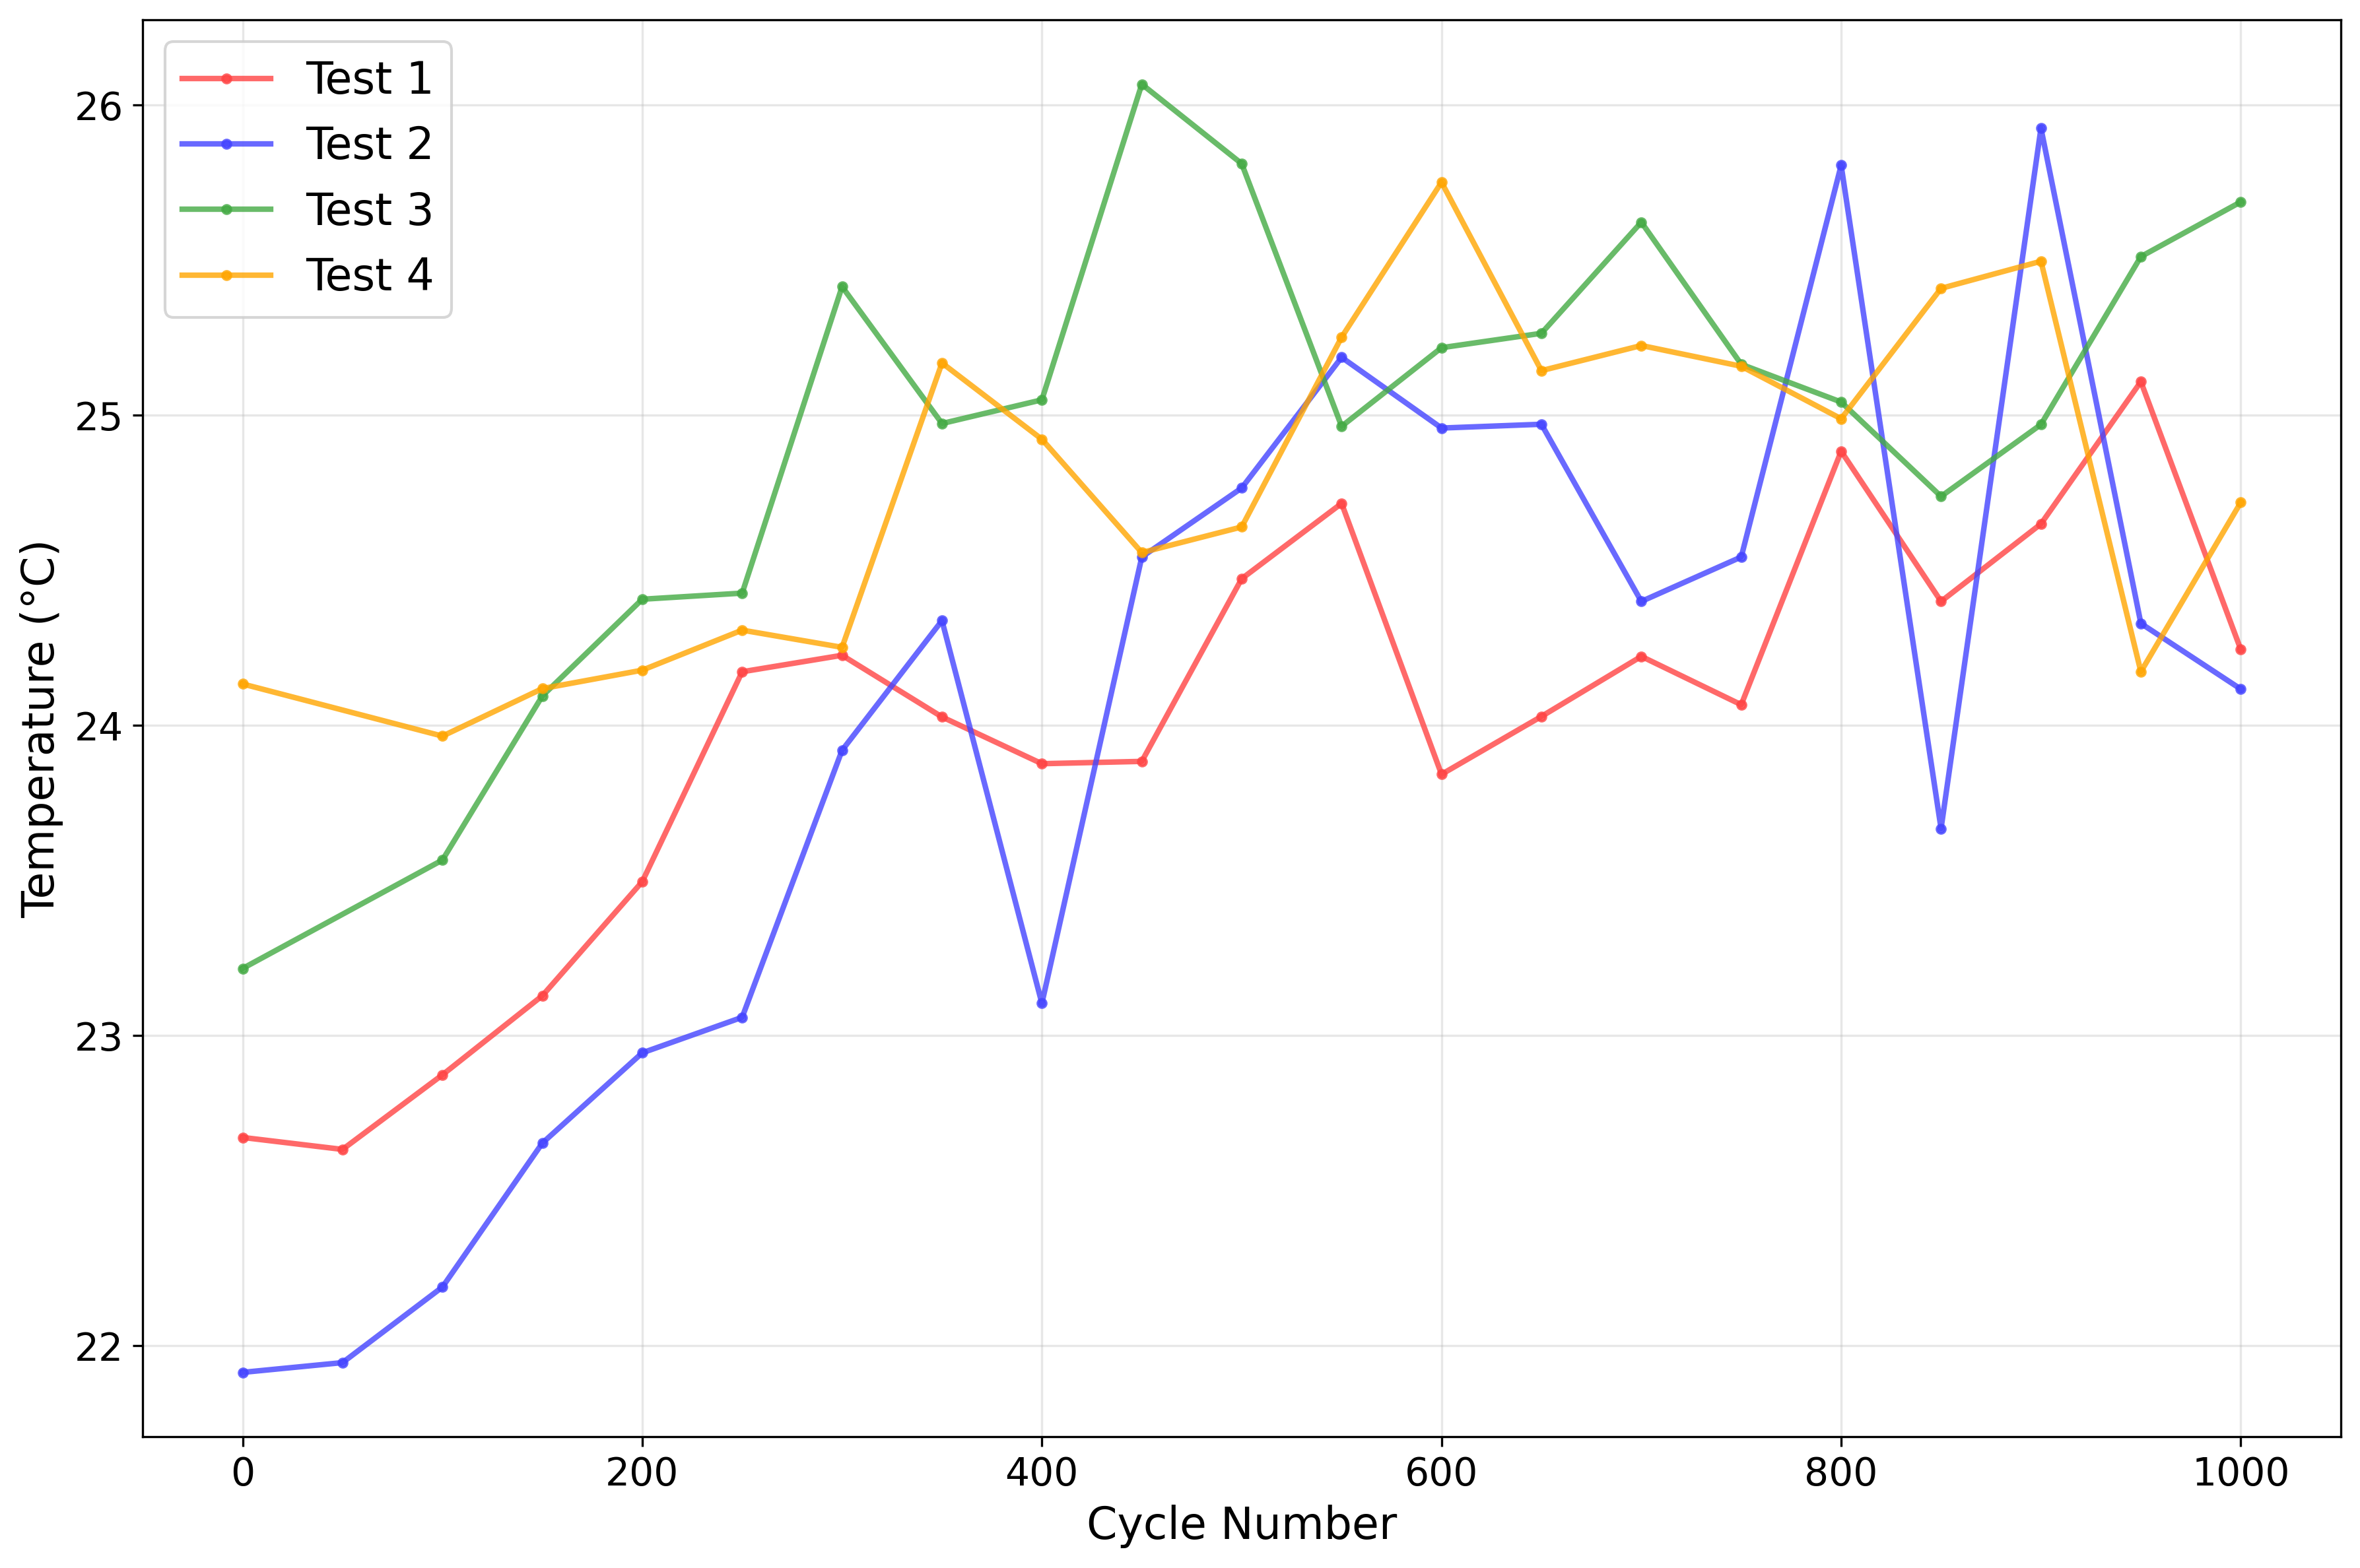 Test 1
Test 2
Test 3
Test 4
26
25
24
23
22
Temperature (°C)
0 200 400 600 800 1000
Cycle Number